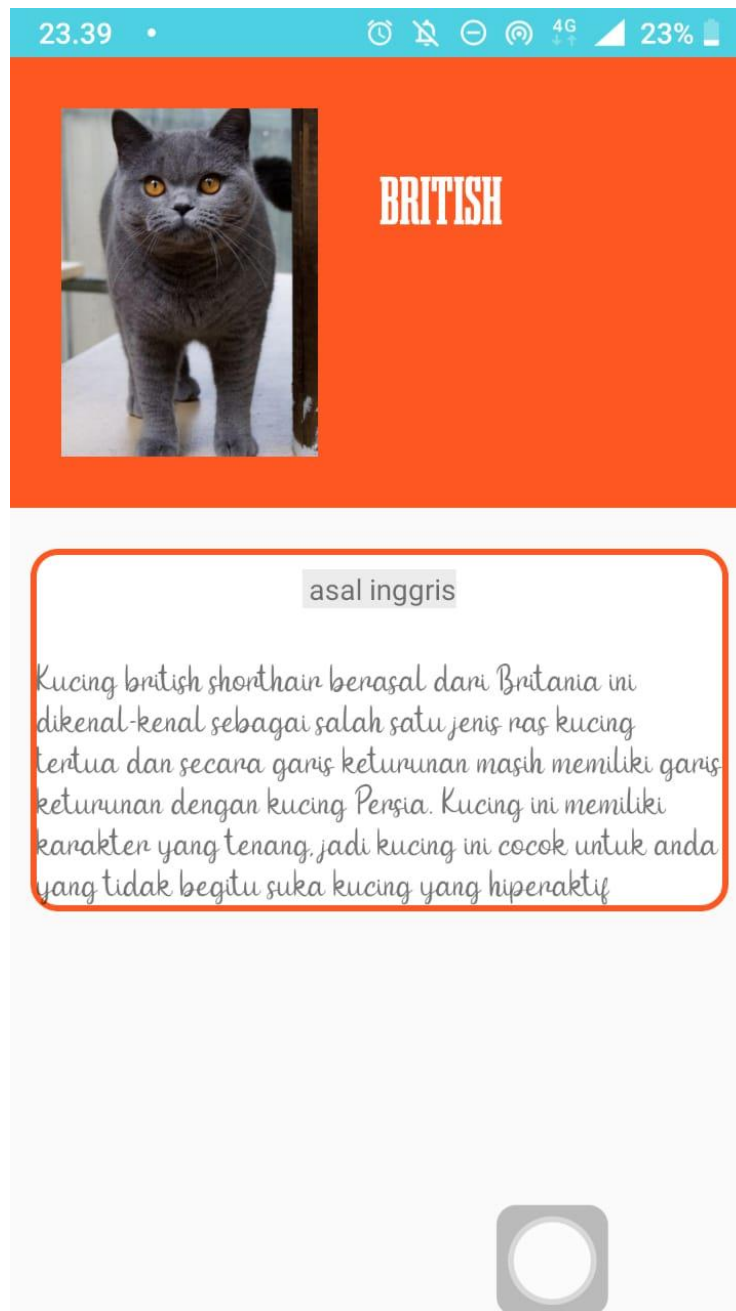 23.39
4G
23%
BRITISH
asal inggris
Kucing british shorthair berasal dari Britania ini
dikenal-kenal sebagai salah satu jenis ras kucing
tertua dan secara garis keturunan masih memiliki garis
keturunan dengan kucing Persia. Kucing ini memiliki
karakter yang tenang, jadi kucing ini cocok untuk anda
yang tidak begitu suka kucing yang hiperaktif